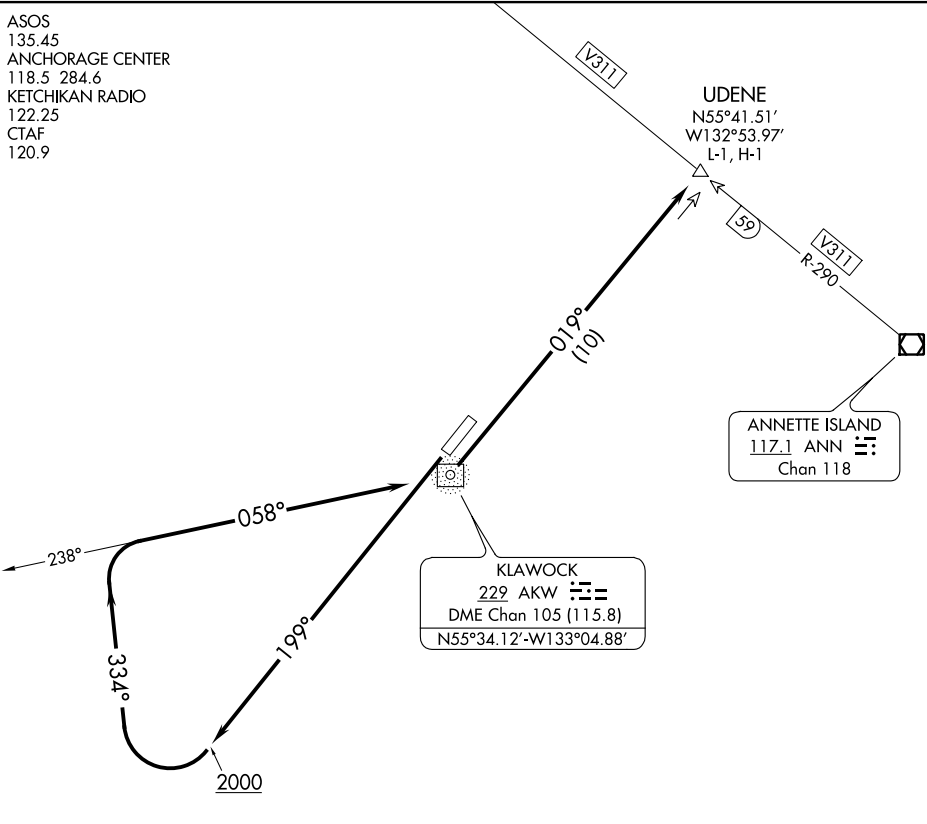 ASOS
135.45
ANCHORAGE CENTER
118.5 284.6
KETCHIKAN RADIO
122.25
CTAF
120.9
V311
UDENE
N55°41.51’
W132°53.97’
L-1, H-1
59
V311
R-290
019°
(10)
ANNETTE ISLAND
117.1 ANN
Chan 118
058°
238°
KLAWOCK
229 AKW
DME Chan 105 (115.8)
N55°34.12’-W133°04.88’
199°
334°
2000